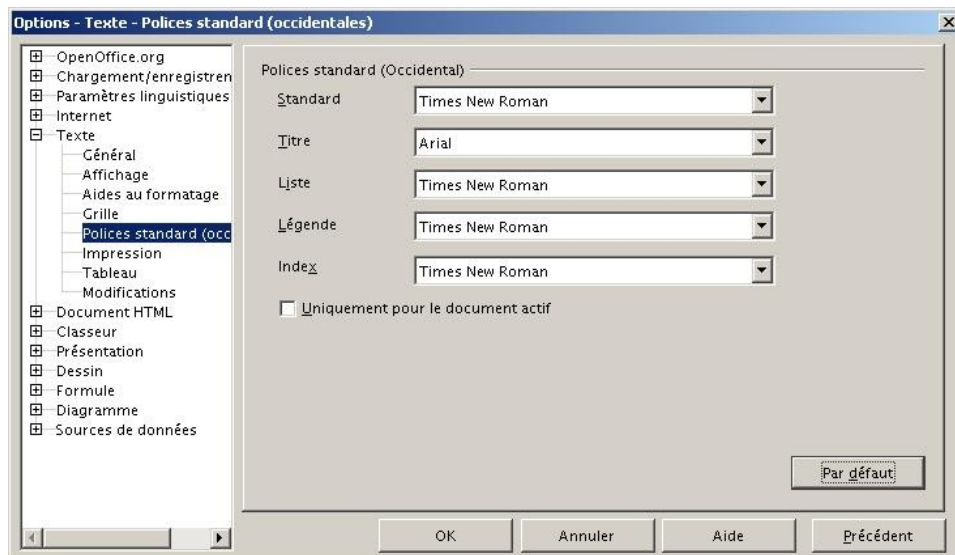 Options - Texte - Polices standard (occidentales)
OpenOffice.org
Chargement/enregistren
Paramètres linguistiques
Internet
Texte
Général
Affichage
Aides au formatage
Grille
Polices standard (occ
Impression
Tableau
Modifications
Document HTML
Classeur
Présentation
Dessin
Formule
Diagramme
Sources de données
Polices standard (Occidental)
Standard Times New Roman
Titre Arial
Liste Times New Roman
Légende Times New Roman
Index Times New Roman
Uniquement pour le document actif
Par défaut
OK Annuler Aide Précédent